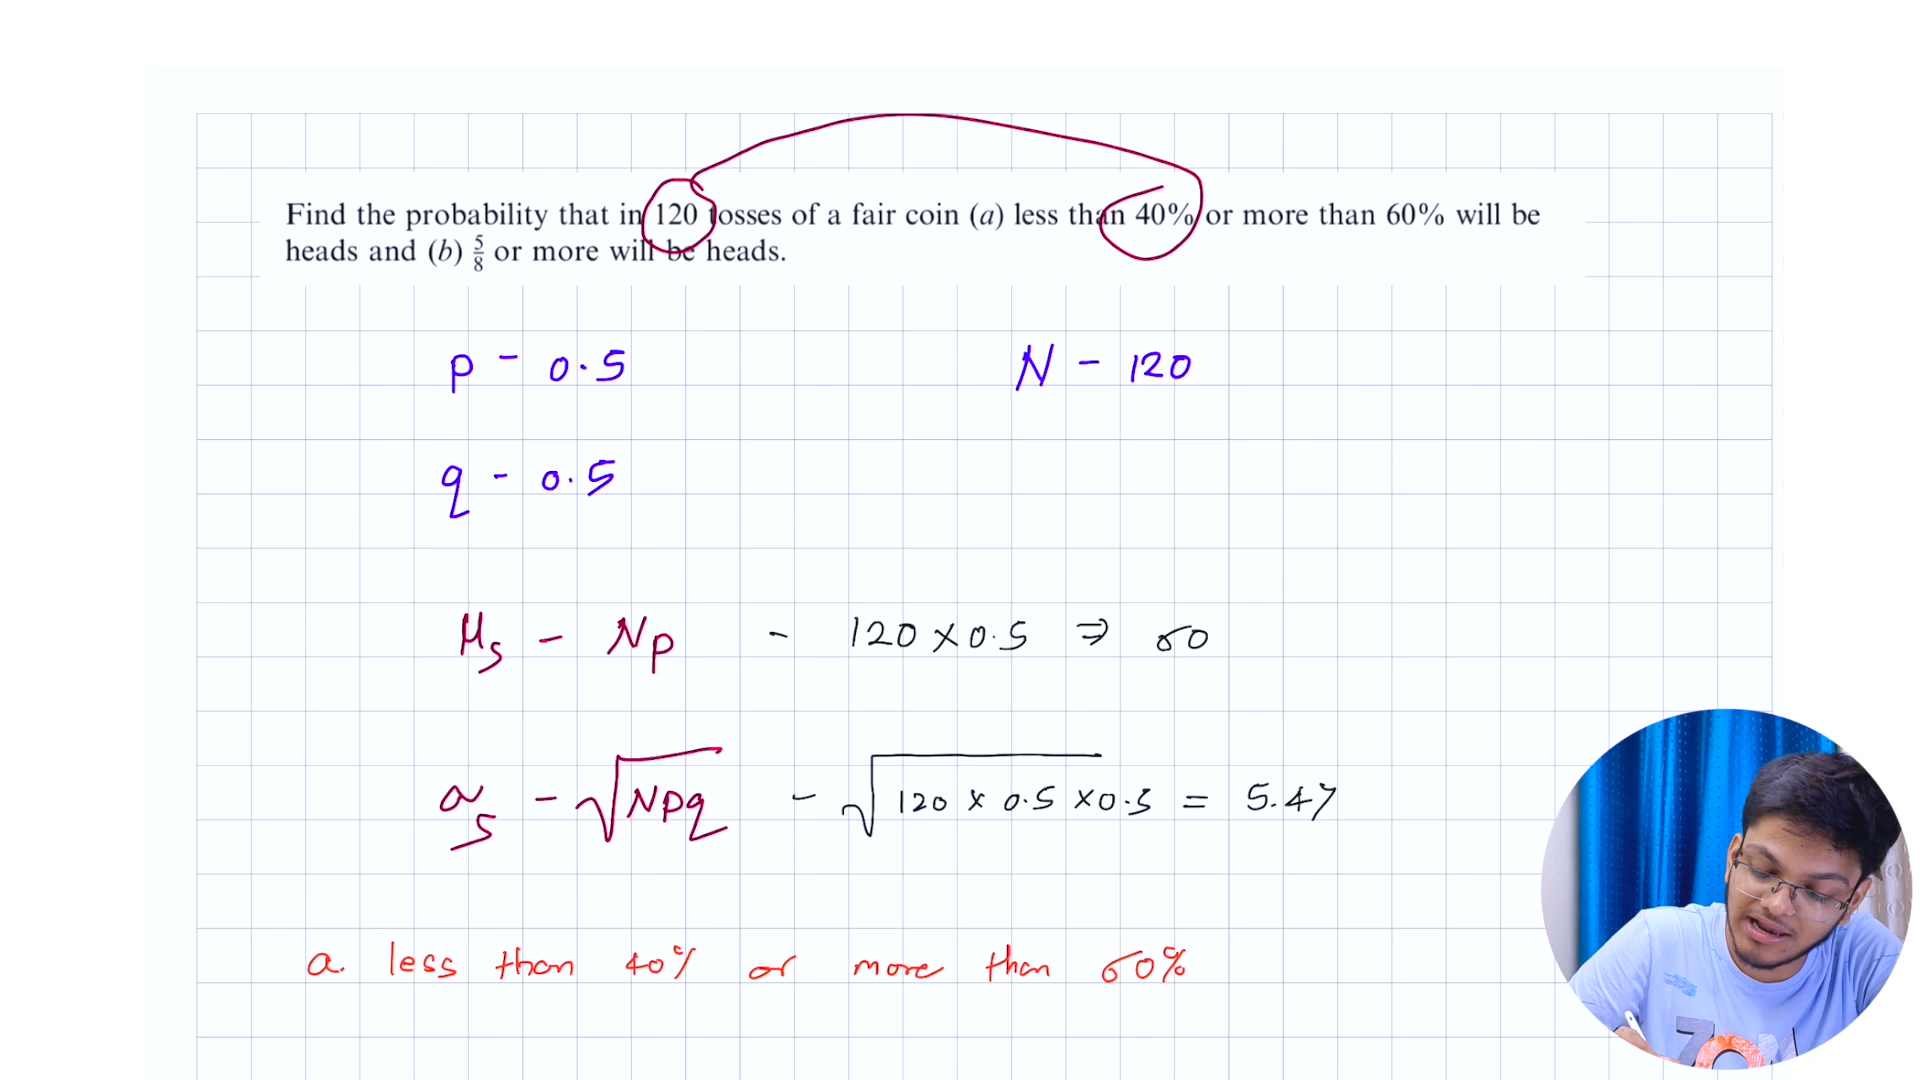 Find the probability that in 120 tosses of a fair coin (a) less than 40% or more than 60% will be
heads and (b) 5/8 or more will be heads.
p - 0.5 N - 120
q - 0.5
μs - Np - 120 x 0.5 ⇒ 60
σs - √Npq - √120 x 0.5 x 0.5 = 5.47
a. less than 40% or more than 60%